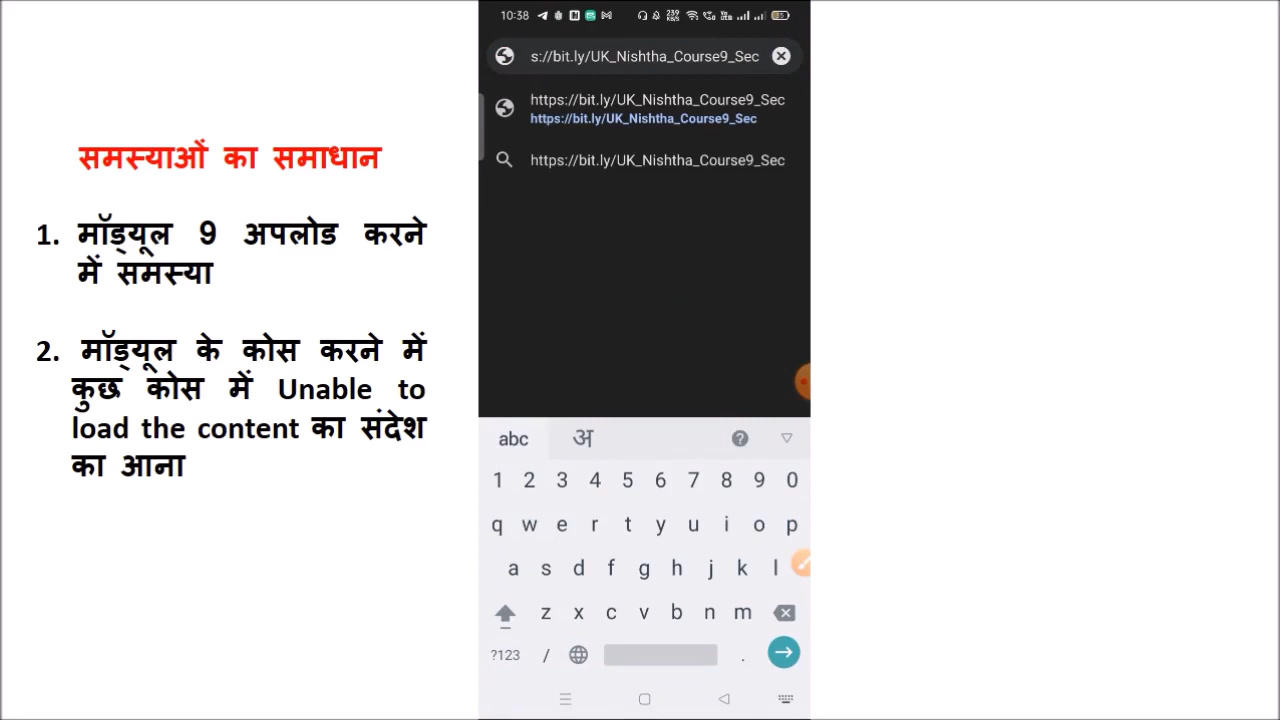 समस्याओं का समाधान
1. मॉड्यूल 9 अपलोड करने
में समस्या
2. मॉड्यूल के कोस करने में
कुछ कोस में Unable to
load the content का संदेश
का आना
10:38
s://bit.ly/UK_Nishtha_Course9_Sec
https://bit.ly/UK_Nishtha_Course9_Sec
https://bit.ly/UK_Nishtha_Course9_Sec
https://bit.ly/UK_Nishtha_Course9_Sec
abc अ
1 2 3 4 5 6 7 8 9 0
q w e r t y u i o p
a s d f g h j k l
z x c v b n m
?123 / .